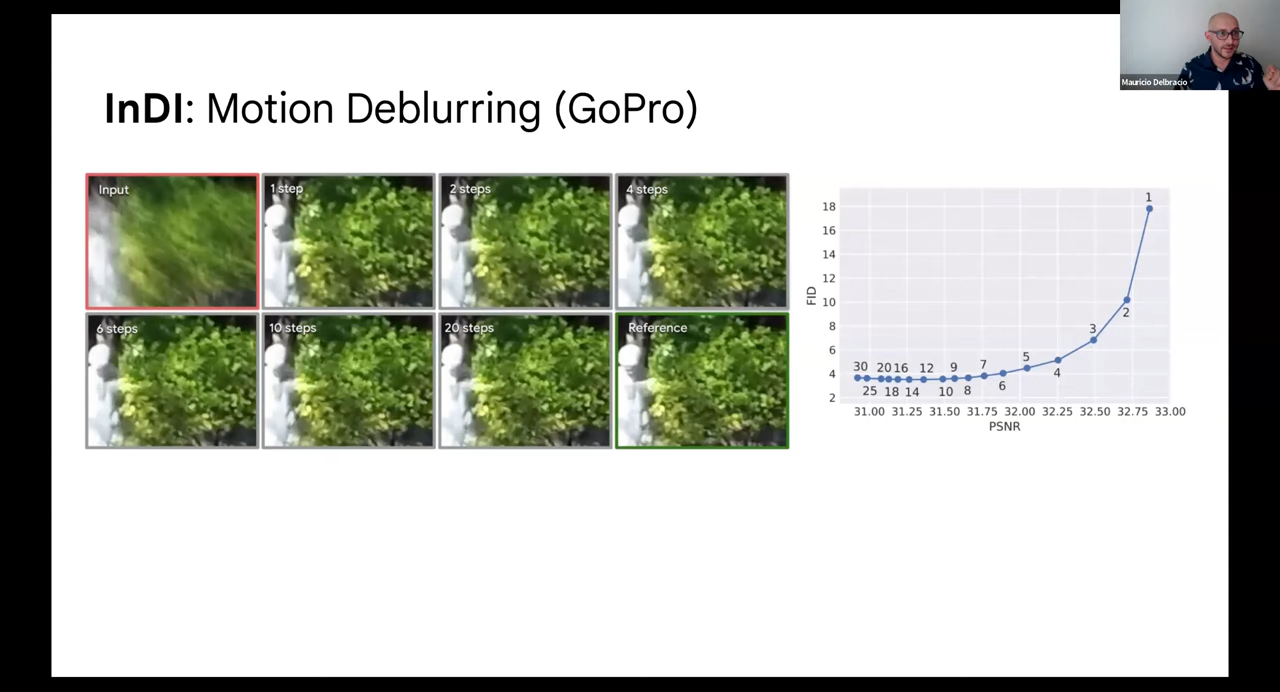 Mauricio Delbracio
InDI: Motion Deblurring (GoPro)
Input
1 step
2 steps
4 steps
6 steps
10 steps
20 steps
Reference
18
16
14
12
10
8
6
4
2
FID
1
2
3
4
5
6
7
8
9
10
12
14
16
18
20
25
30
31.00 31.25 31.50 31.75 32.00 32.25 32.50 32.75 33.00
PSNR